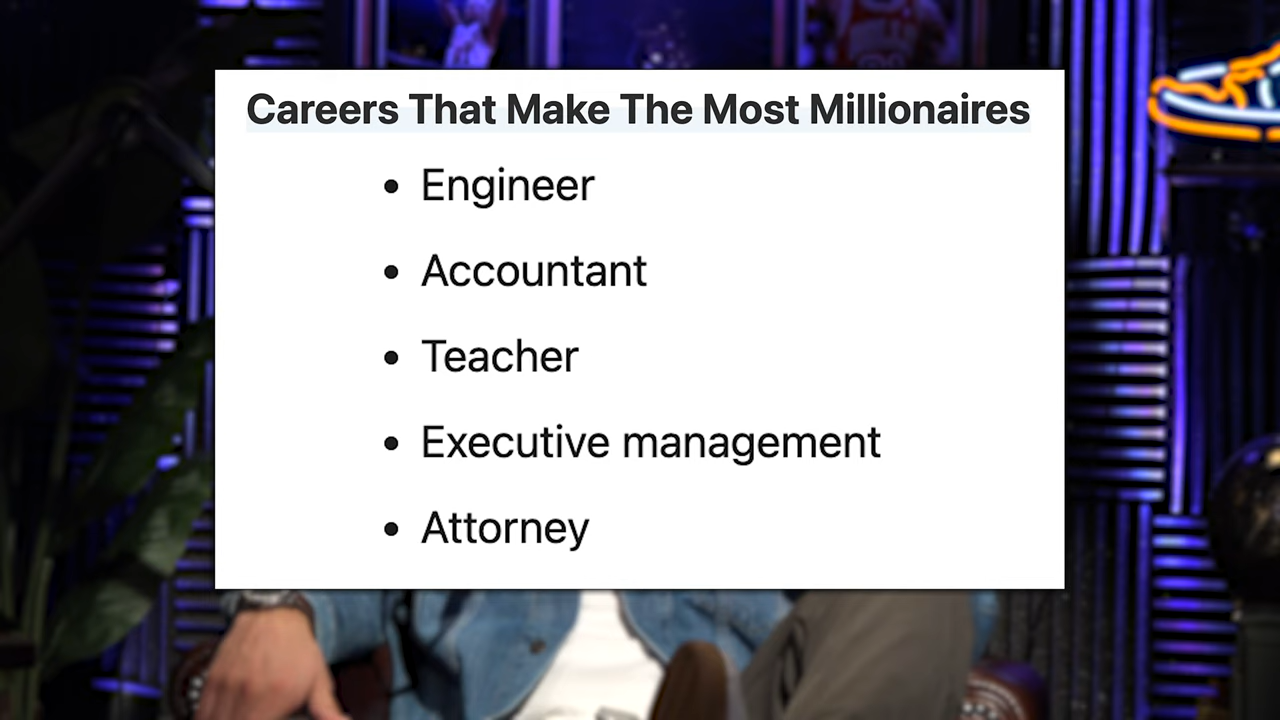 Careers That Make The Most Millionaires
• Engineer
• Accountant
• Teacher
• Executive management
• Attorney